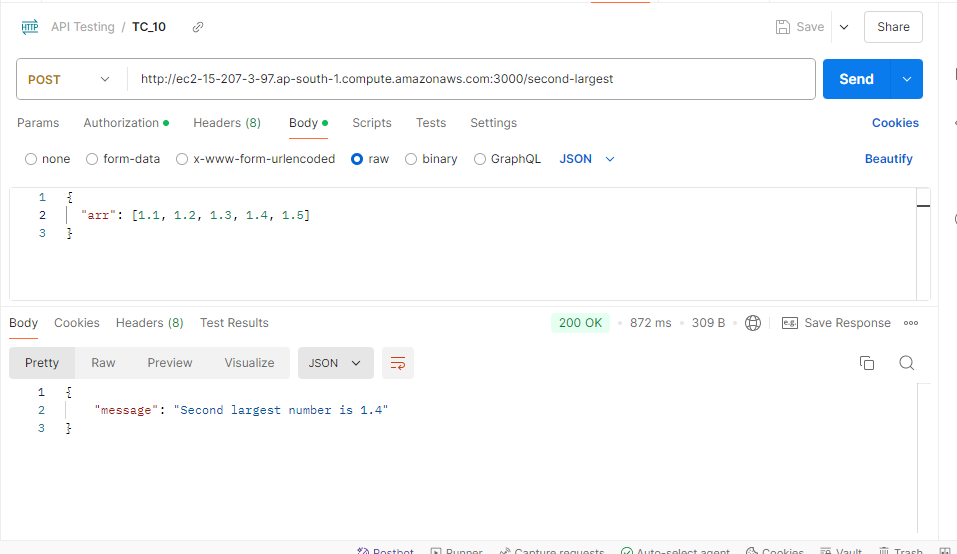 HTTP API Testing / TC_10 Save Share
POST http://ec2-15-207-3-97.ap-south-1.compute.amazonaws.com:3000/second-largest Send
Params Authorization Headers (8) Body Scripts Tests Settings Cookies
none form-data x-www-form-urlencoded raw binary GraphQL JSON Beautify
1 {
2 "arr": [1.1, 1.2, 1.3, 1.4, 1.5]
3 }
Body Cookies Headers (8) Test Results 200 OK 872 ms 309 B e.g. Save Response
Pretty Raw Preview Visualize JSON
1 {
2 "message": "Second largest number is 1.4"
3 }
Postbot Runner Capture requests Auto-select agent Cookies Vault Trash